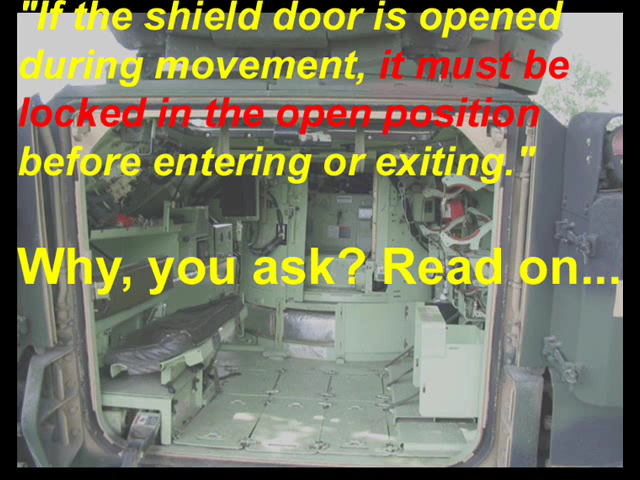 "If the shield door is opened
during movement, it must be
locked in the open position
before entering or exiting."
Why, you ask? Read on...